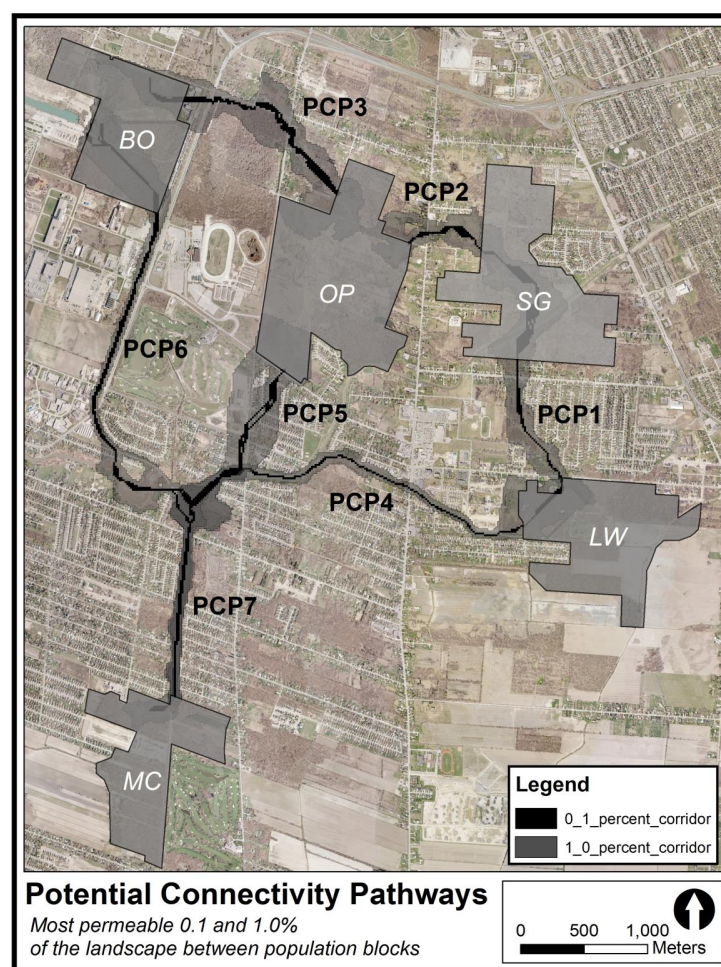 BO
PCP3
PCP2
OP
SG
PCP6
PCP5
PCP1
PCP4
LW
PCP7
MC
Legend
0_1_percent_corridor
1_0_percent_corridor
Potential Connectivity Pathways
Most permeable 0.1 and 1.0%
of the landscape between population blocks
0 500 1,000
Meters